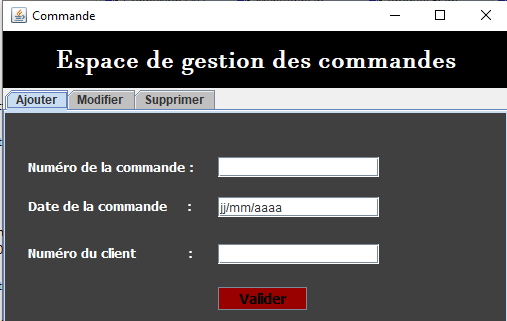 Commande
Espace de gestion des commandes
Ajouter Modifier Supprimer
Numéro de la commande :
Date de la commande : jj/mm/aaaa
Numéro du client :
Valider